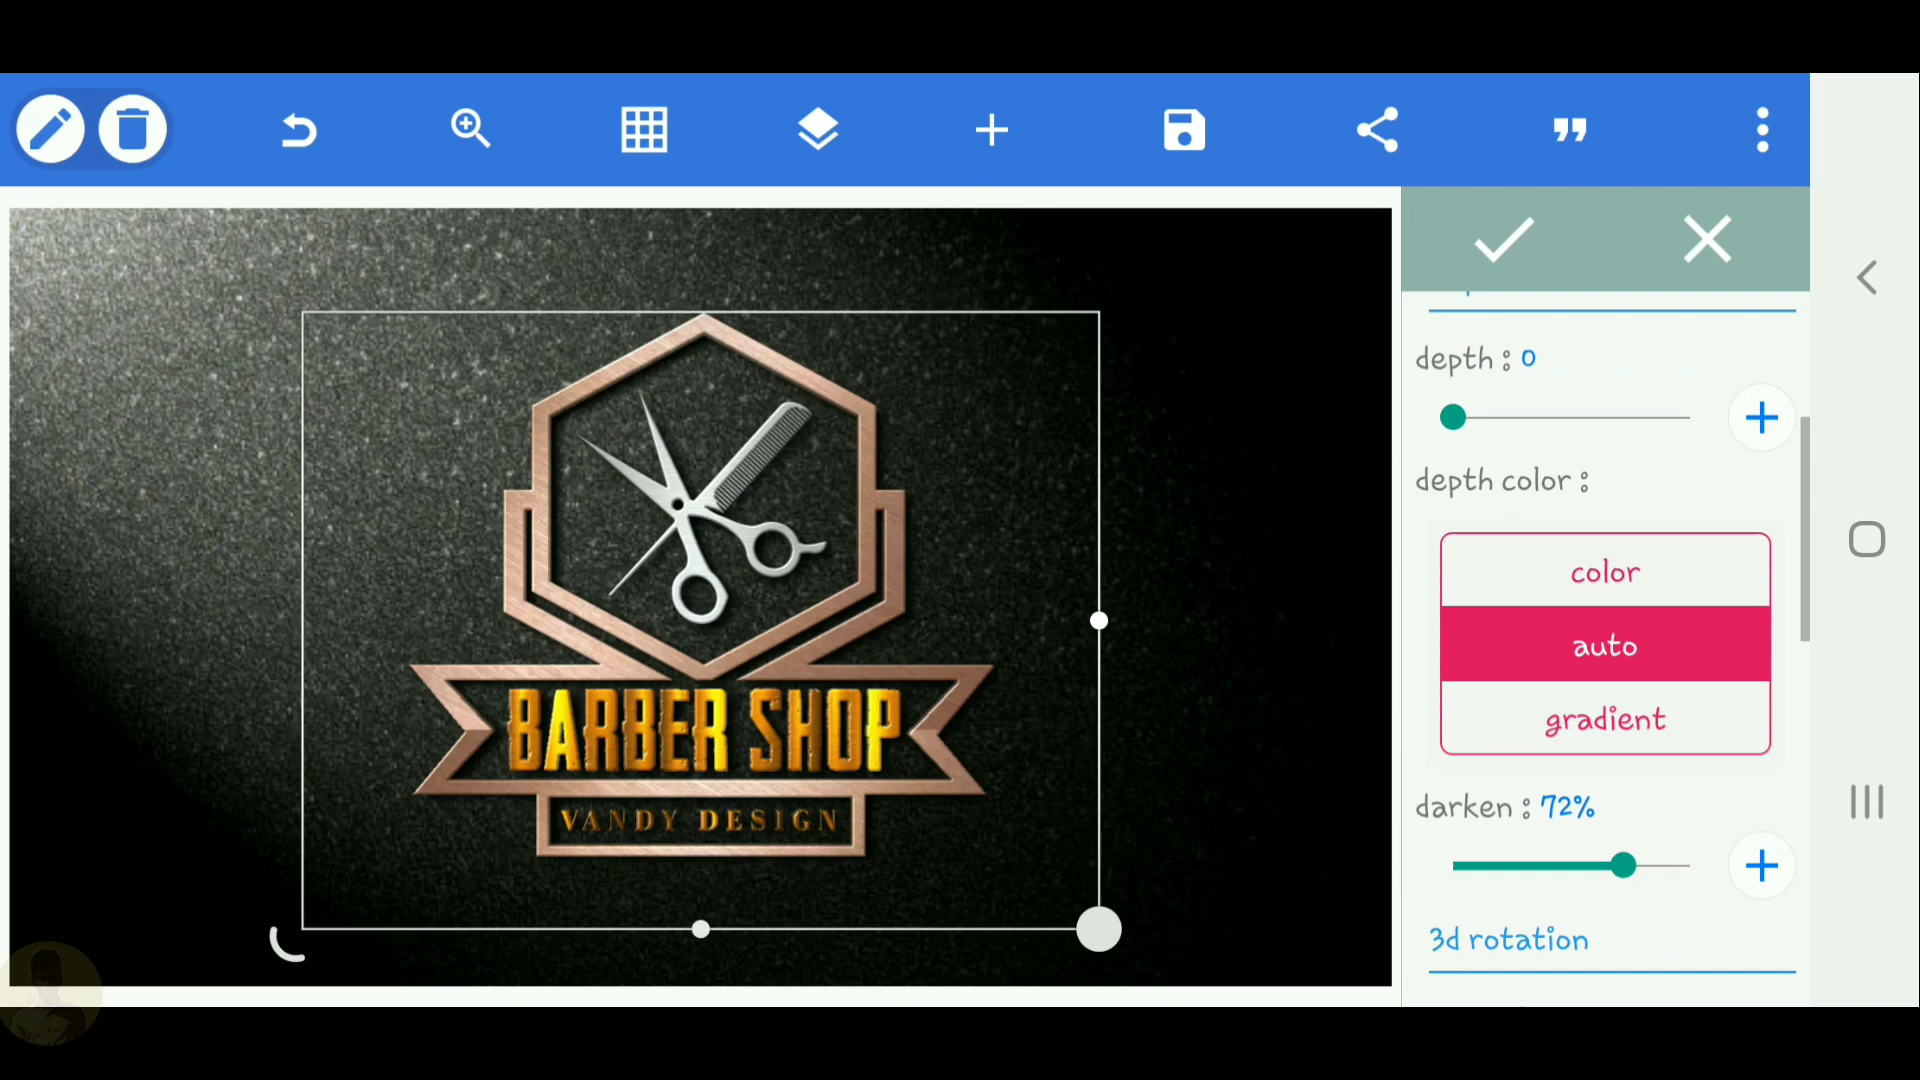 depth : 0
depth color :
color
auto
gradient
darken : 72%
3d rotation
BARBER SHOP
VANDY DESIGN